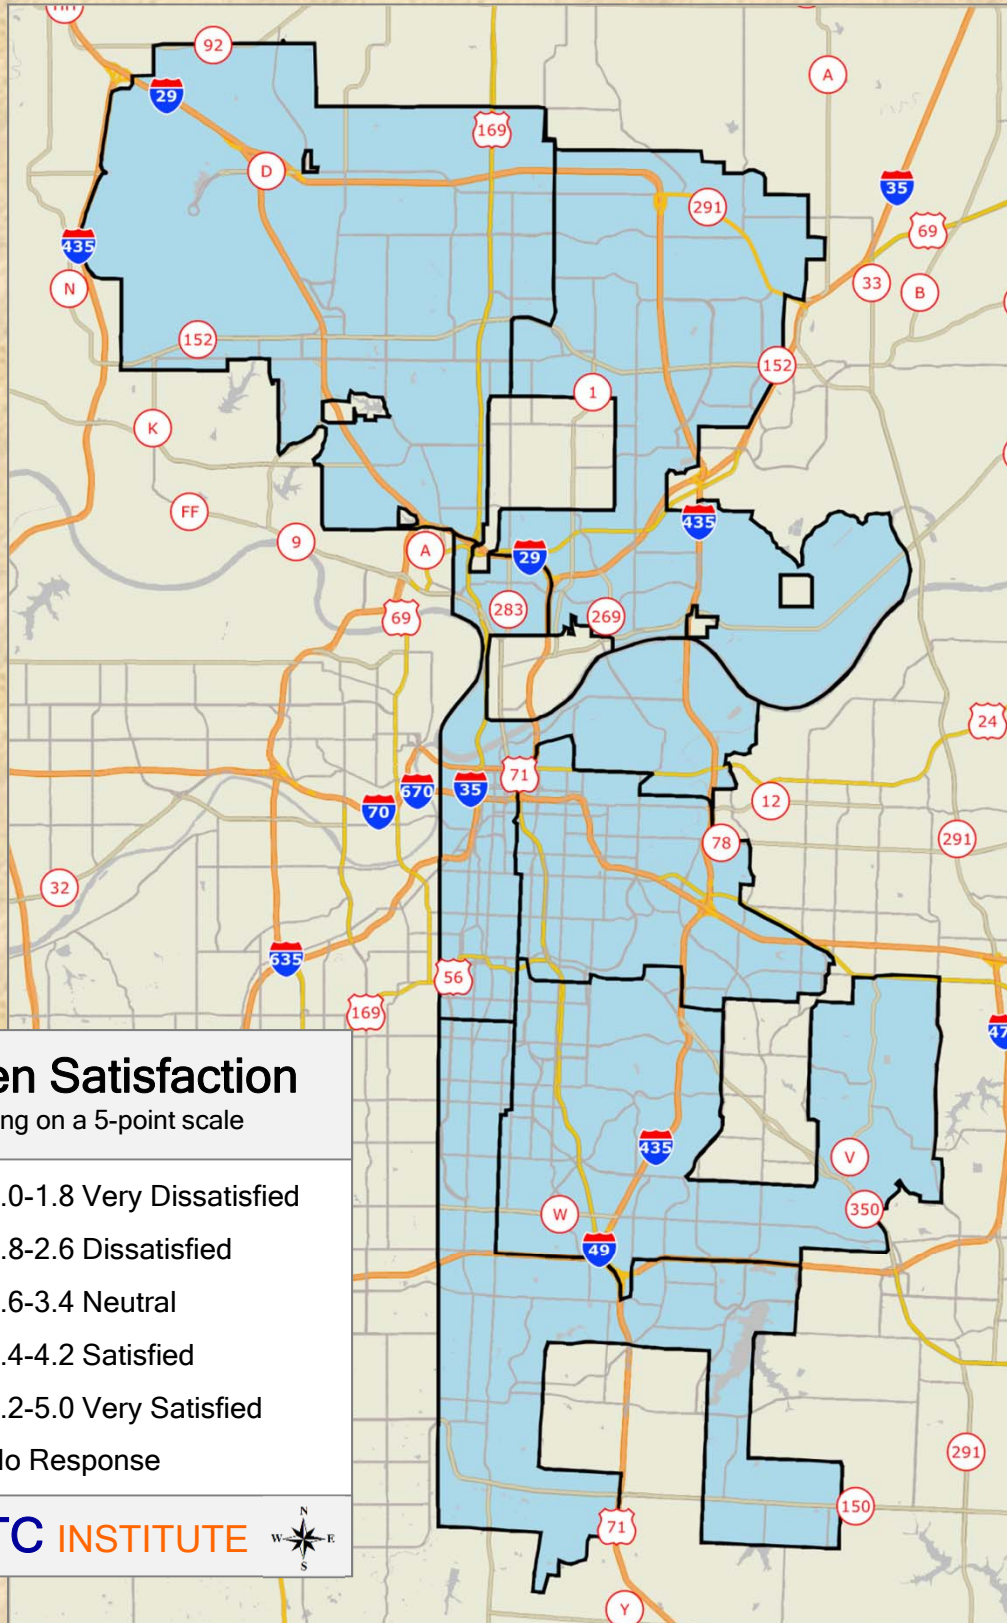 HH
92
A
29
169
D
35
291
69
435
N
33
B
152
152
1
K
FF
435
9
A
29
283
269
69
24
71
670
35
70
12
78
291
32
635
56
169
47
en Satisfaction
ng on a 5-point scale
435
V
.0-1.8 Very Dissatisfied
350
W
.8-2.6 Dissatisfied
49
.6-3.4 Neutral
.4-4.2 Satisfied
.2-5.0 Very Satisfied
lo Response
291
150
TC INSTITUTE
N
W E
S
71
Y